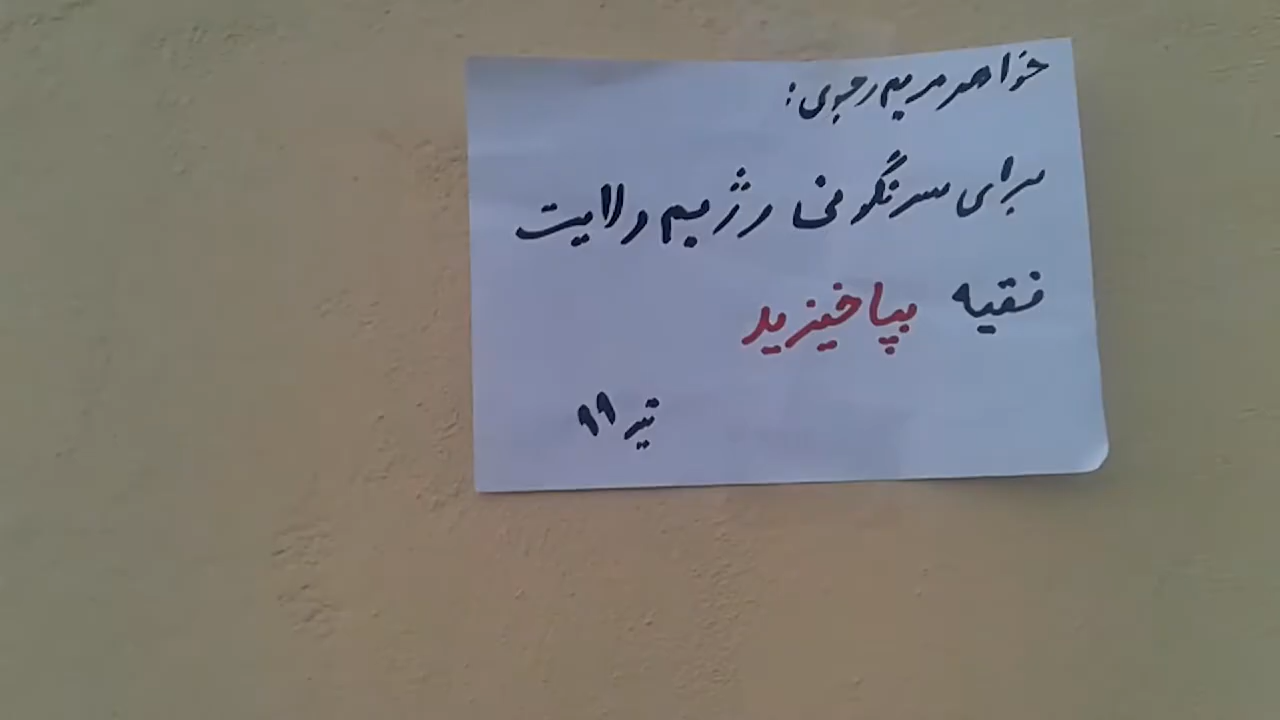 خواهر مریم رجوی:
برای سرنگونی رژیم ولایت
فقیه بپاخیزید
تیر ۹۹